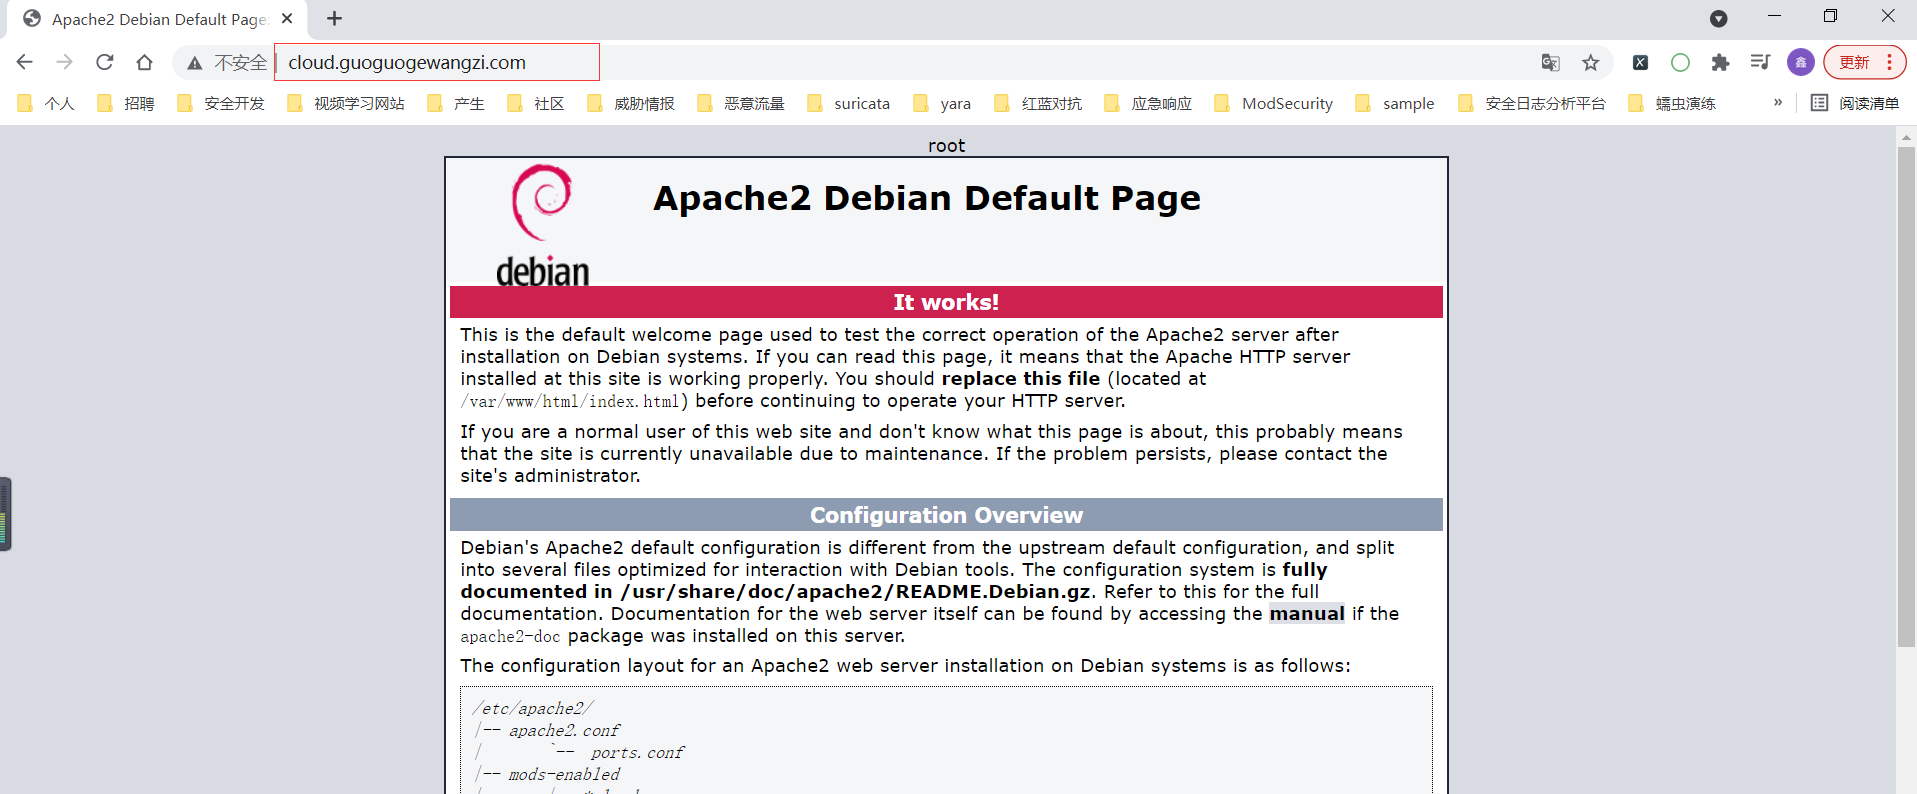 Apache2 Debian Default Page
不安全
cloud.guoguogewangzi.com
鑫
更新
个人
招聘
安全开发
视频学习网站
产生
社区
威胁情报
恶意流量
suricata
yara
红蓝对抗
应急响应
ModSecurity
sample
安全日志分析平台
蠕虫演练
»
阅读清单
root
debian
Apache2 Debian Default Page
It works!
This is the default welcome page used to test the correct operation of the Apache2 server after
installation on Debian systems. If you can read this page, it means that the Apache HTTP server
installed at this site is working properly. You should replace this file (located at
/var/www/html/index.html) before continuing to operate your HTTP server.
If you are a normal user of this web site and don't know what this page is about, this probably means
that the site is currently unavailable due to maintenance. If the problem persists, please contact the
site's administrator.
Configuration Overview
Debian's Apache2 default configuration is different from the upstream default configuration, and split
into several files optimized for interaction with Debian tools. The configuration system is fully
documented in /usr/share/doc/apache2/README.Debian.gz. Refer to this for the full
documentation. Documentation for the web server itself can be found by accessing the manual if the
apache2-doc package was installed on this server.
The configuration layout for an Apache2 web server installation on Debian systems is as follows:
/etc/apache2/
|-- apache2.conf
|       `--  ports.conf
|-- mods-enabled